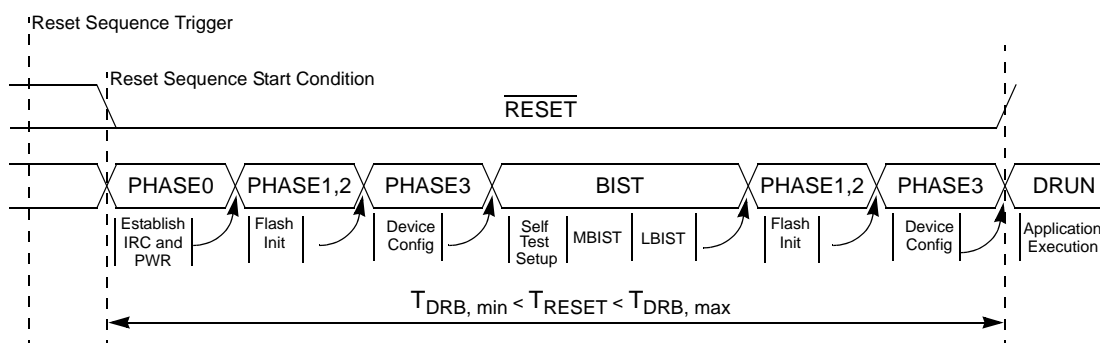 Reset Sequence Trigger
Reset Sequence Start Condition
RESET
PHASE0
PHASE1,2
PHASE3
BIST
PHASE1,2
PHASE3
DRUN
Establish
IRC and
PWR
Flash
Init
Device
Config
Self
Test
Setup
MBIST
LBIST
Flash
Init
Device
Config
Application
Execution
TDRB, min < TRESET < TDRB, max